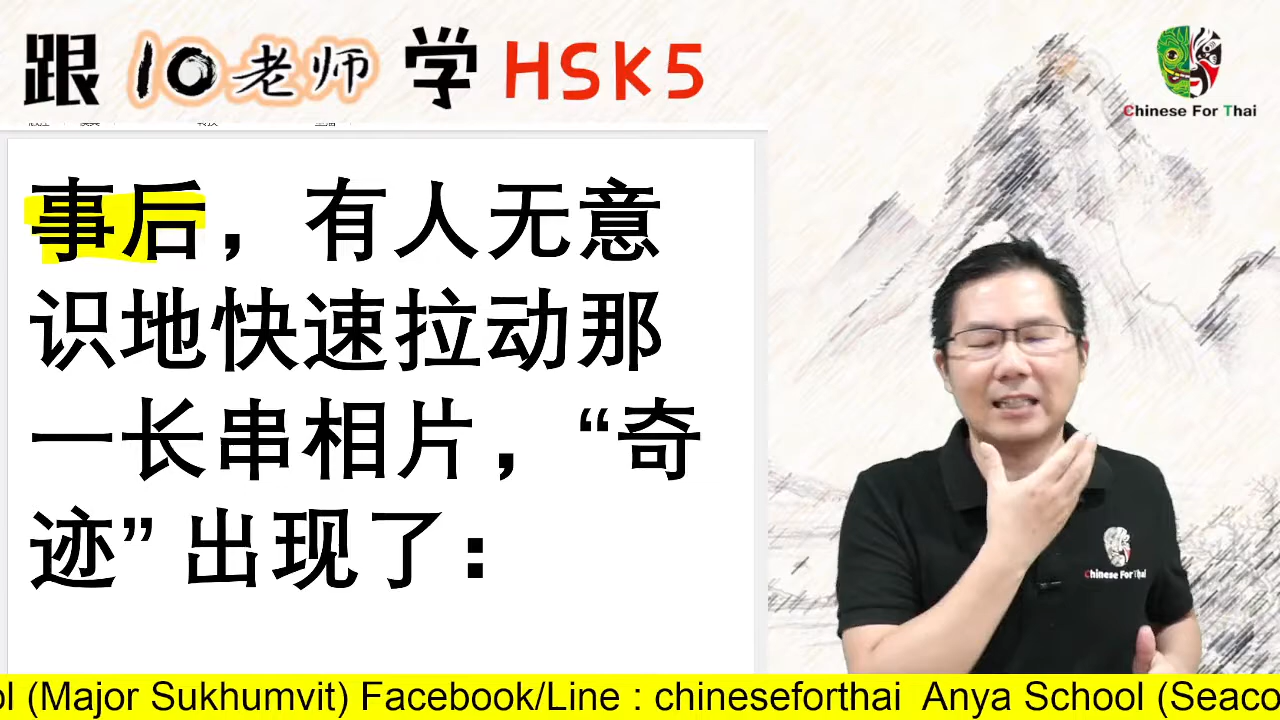 跟10老师学HSK5
Chinese For Thai
事后，有人无意
识地快速拉动那
一长串相片，“奇
迹”出现了：
Chinese For Thai
ol (Major Sukhumvit) Facebook/Line : chineseforthai Anya School (Seaco